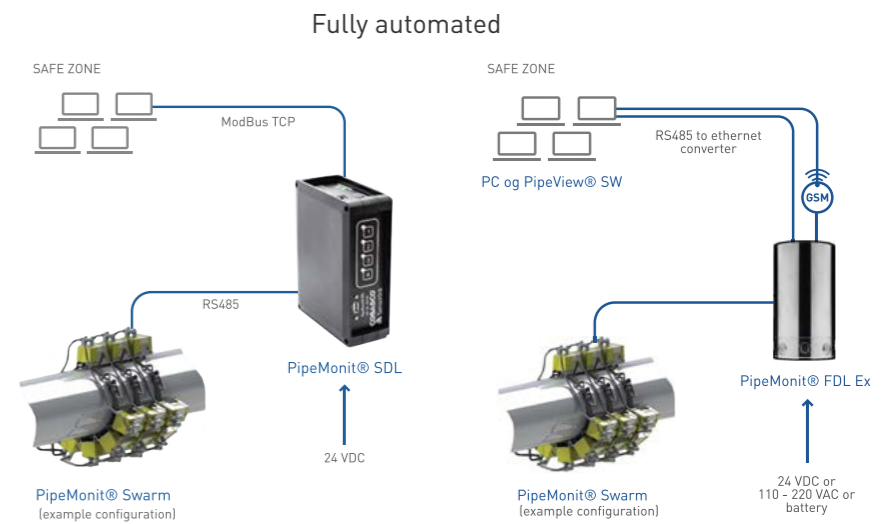 Fully automated
SAFE ZONE
ModBus TCP
RS485
COSASCO
PipeMonit® SDL
24 VDC
PipeMonit® Swarm
(example configuration)
SAFE ZONE
RS485 to ethernet
converter
PC og PipeView® SW
GSM
PipeMonit® FDL Ex
24 VDC or
110 - 220 VAC or
battery
PipeMonit® Swarm
(example configuration)